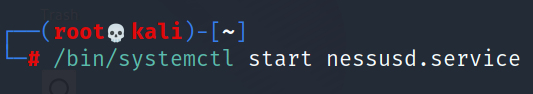 ┌──(root💀kali)-[~]
└─# /bin/systemctl start nessusd.service